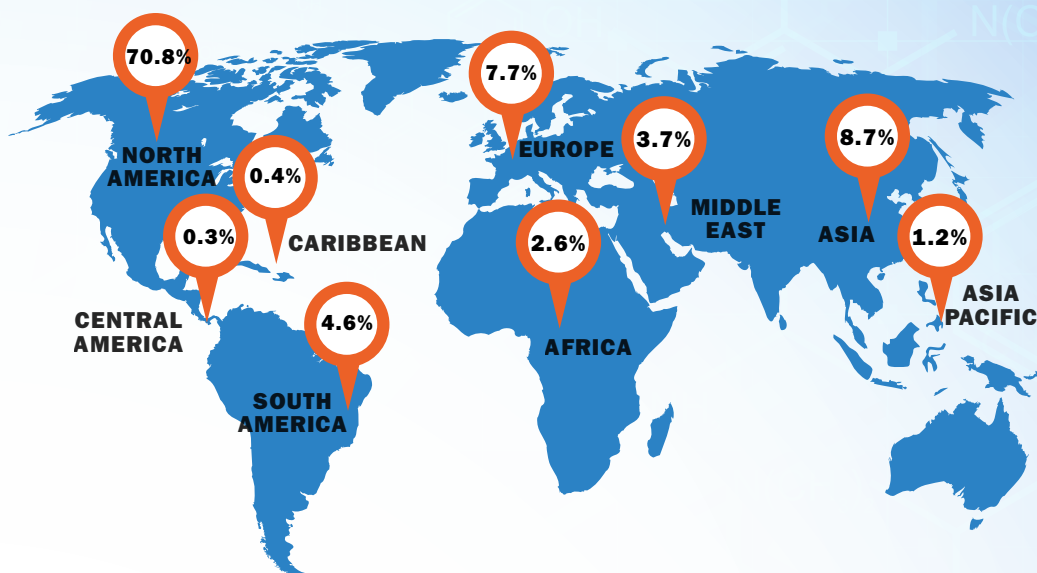 70.8%
NORTH
AMERICA
0.4%
CARIBBEAN
0.3%
CENTRAL
AMERICA
4.6%
SOUTH
AMERICA
7.7%
EUROPE
3.7%
MIDDLE
EAST
2.6%
AFRICA
8.7%
ASIA
1.2%
ASIA
PACIFIC
N(C